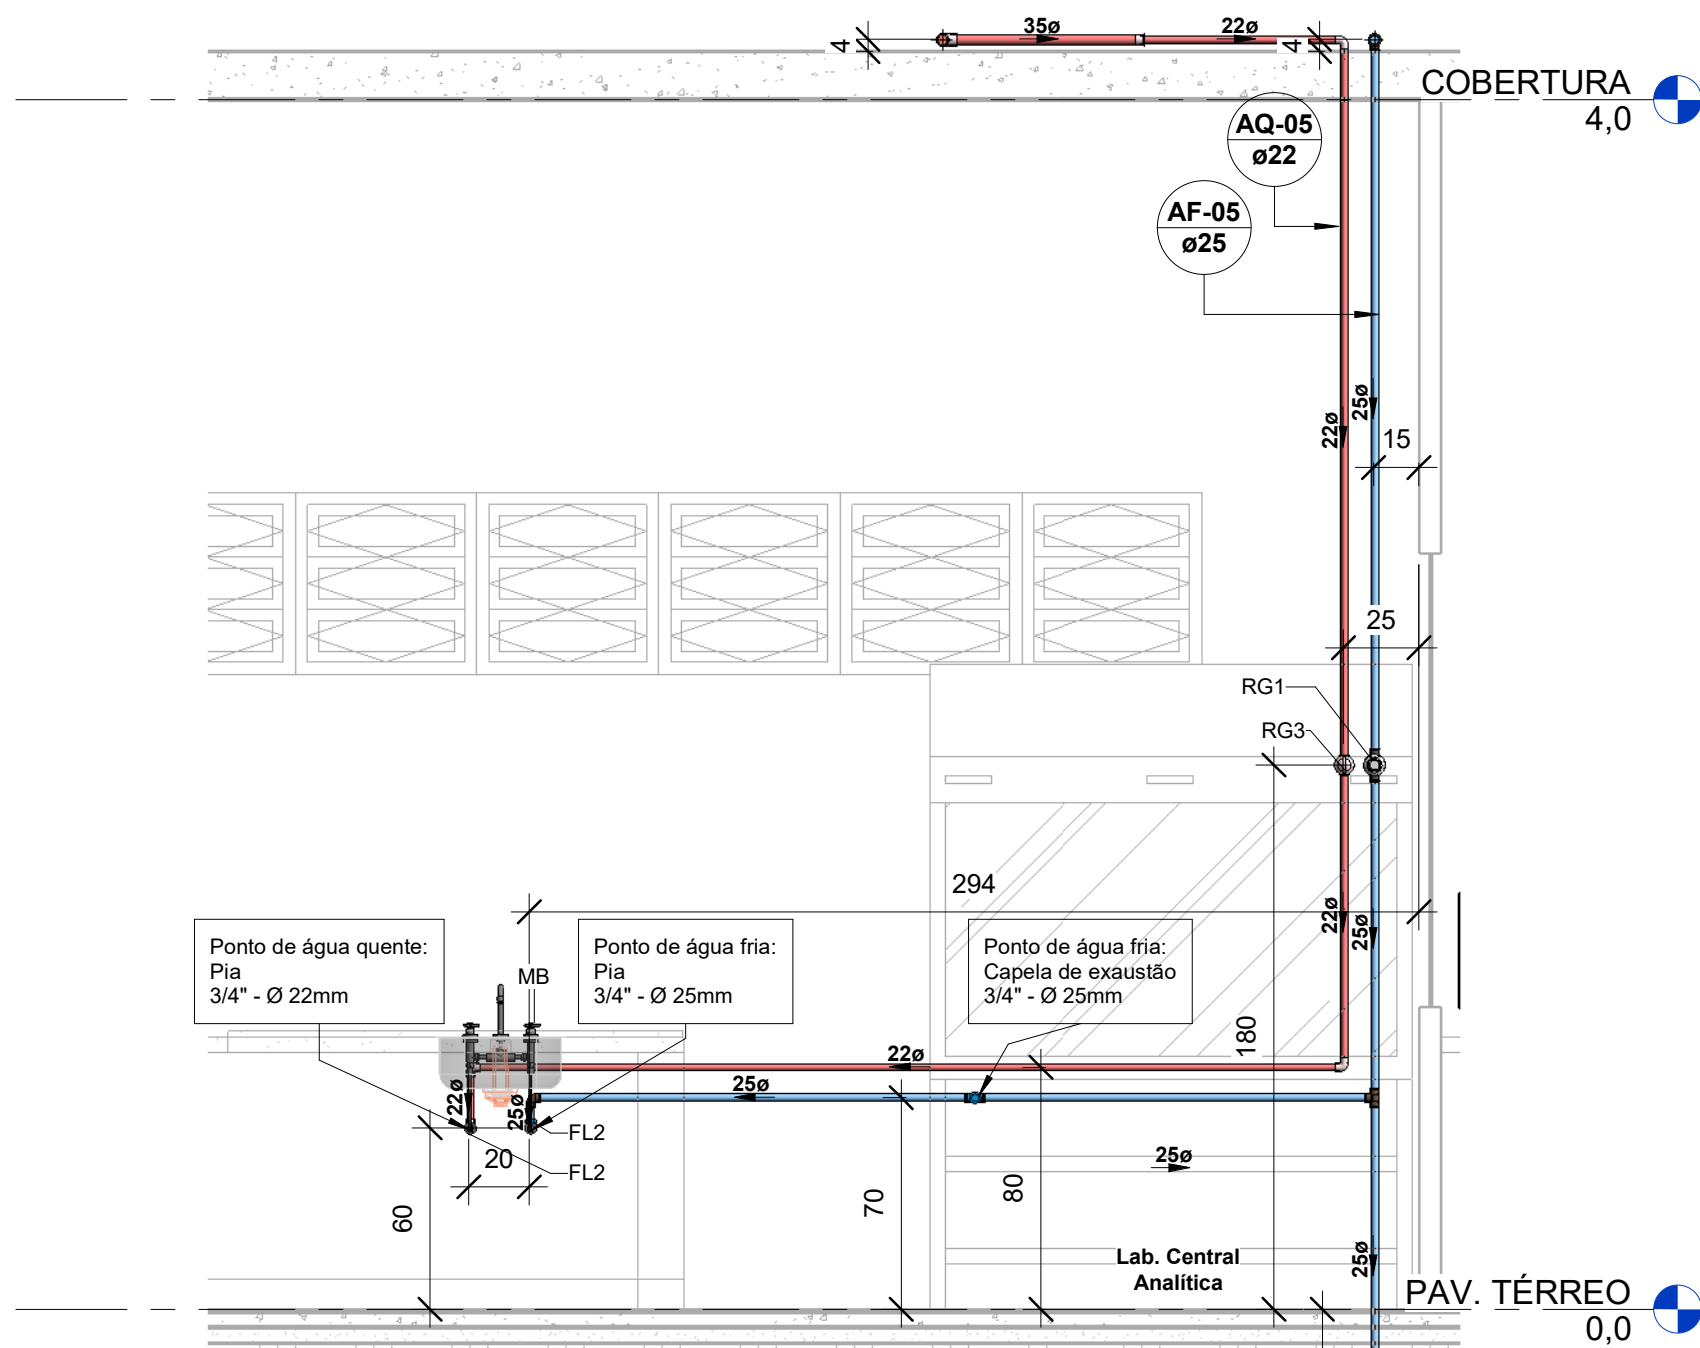 35ø
22ø
4
4
COBERTURA
4,0
AQ-05
ø22
AF-05
ø25
25ø
22ø
15
25
RG1
RG3
294
22ø
25ø
Ponto de água quente:
Pia
3/4" - Ø 22mm
Ponto de água fria:
Pia
3/4" - Ø 25mm
Ponto de água fria:
Capela de exaustão
3/4" - Ø 25mm
MB
180
22ø
25ø
22ø
25ø
FL2
FL2
20
25ø
60
70
80
Lab. Central
Analítica
25ø
PAV. TÉRREO
0,0